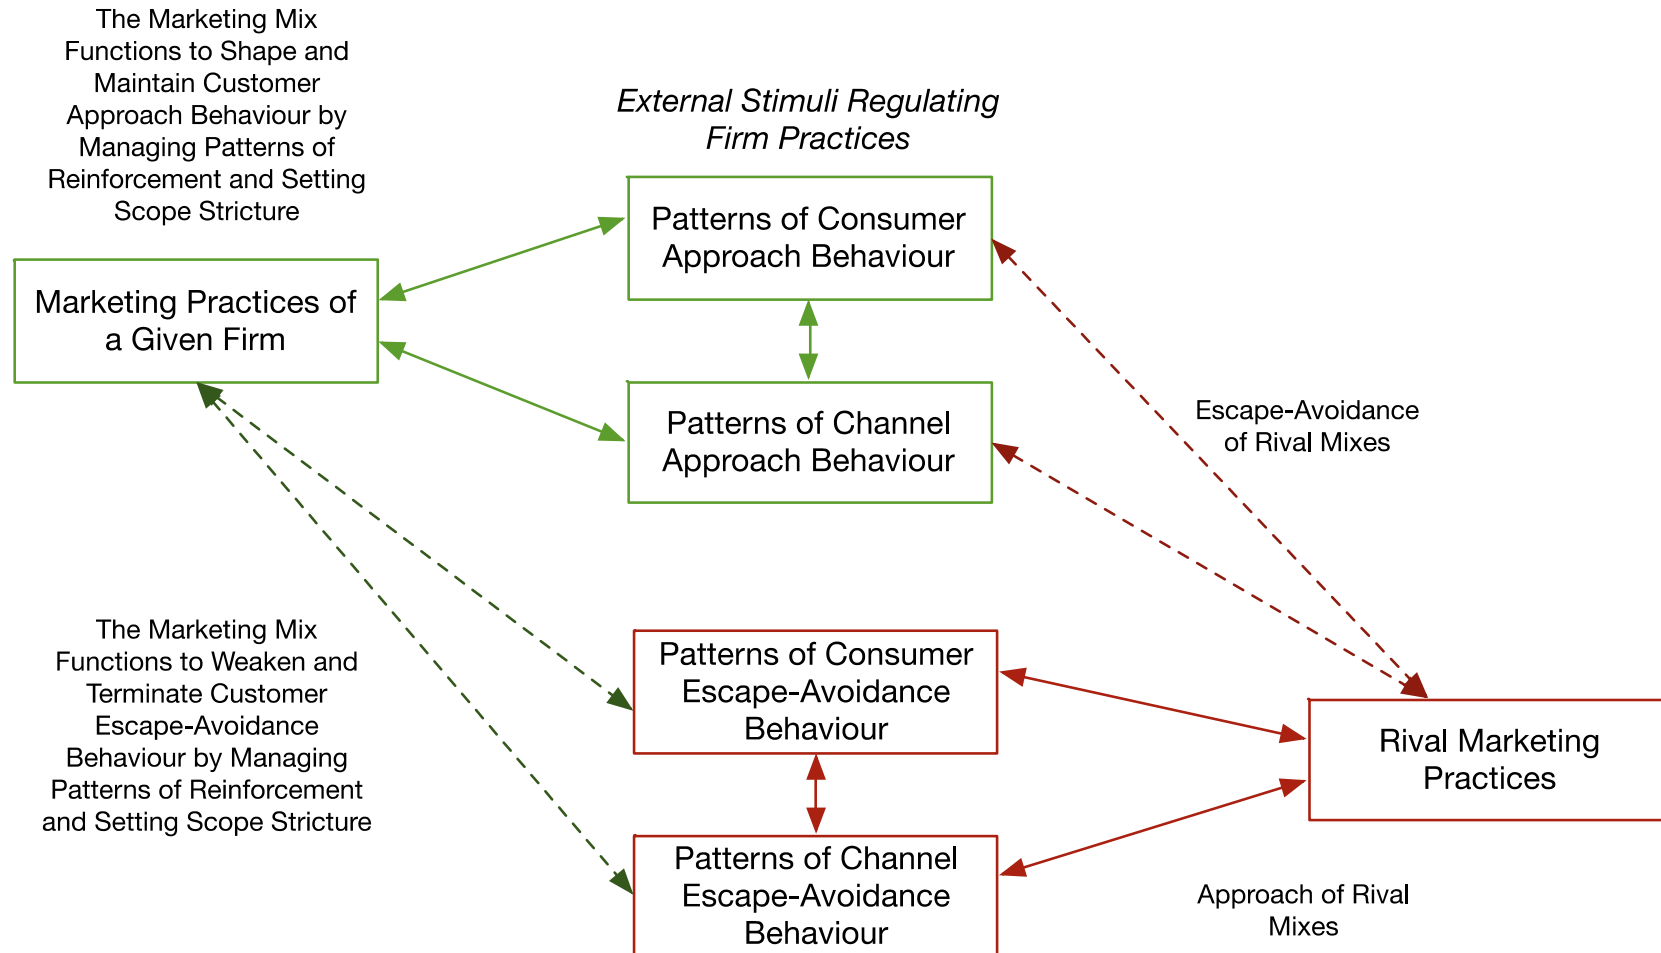 The Marketing Mix
Functions to Shape and
Maintain Customer
Approach Behaviour by
Managing Patterns of
Reinforcement and Setting
Scope Stricture
External Stimuli Regulating
Firm Practices
Patterns of Consumer
Approach Behaviour
Marketing Practices of
a Given Firm
Patterns of Channel
Approach Behaviour
Escape-Avoidance
of Rival Mixes
The Marketing Mix
Functions to Weaken and
Terminate Customer
Escape-Avoidance
Behaviour by Managing
Patterns of Reinforcement
and Setting Scope Stricture
Patterns of Consumer
Escape-Avoidance
Behaviour
Rival Marketing
Practices
Patterns of Channel
Escape-Avoidance
Behaviour
Approach of Rival
Mixes